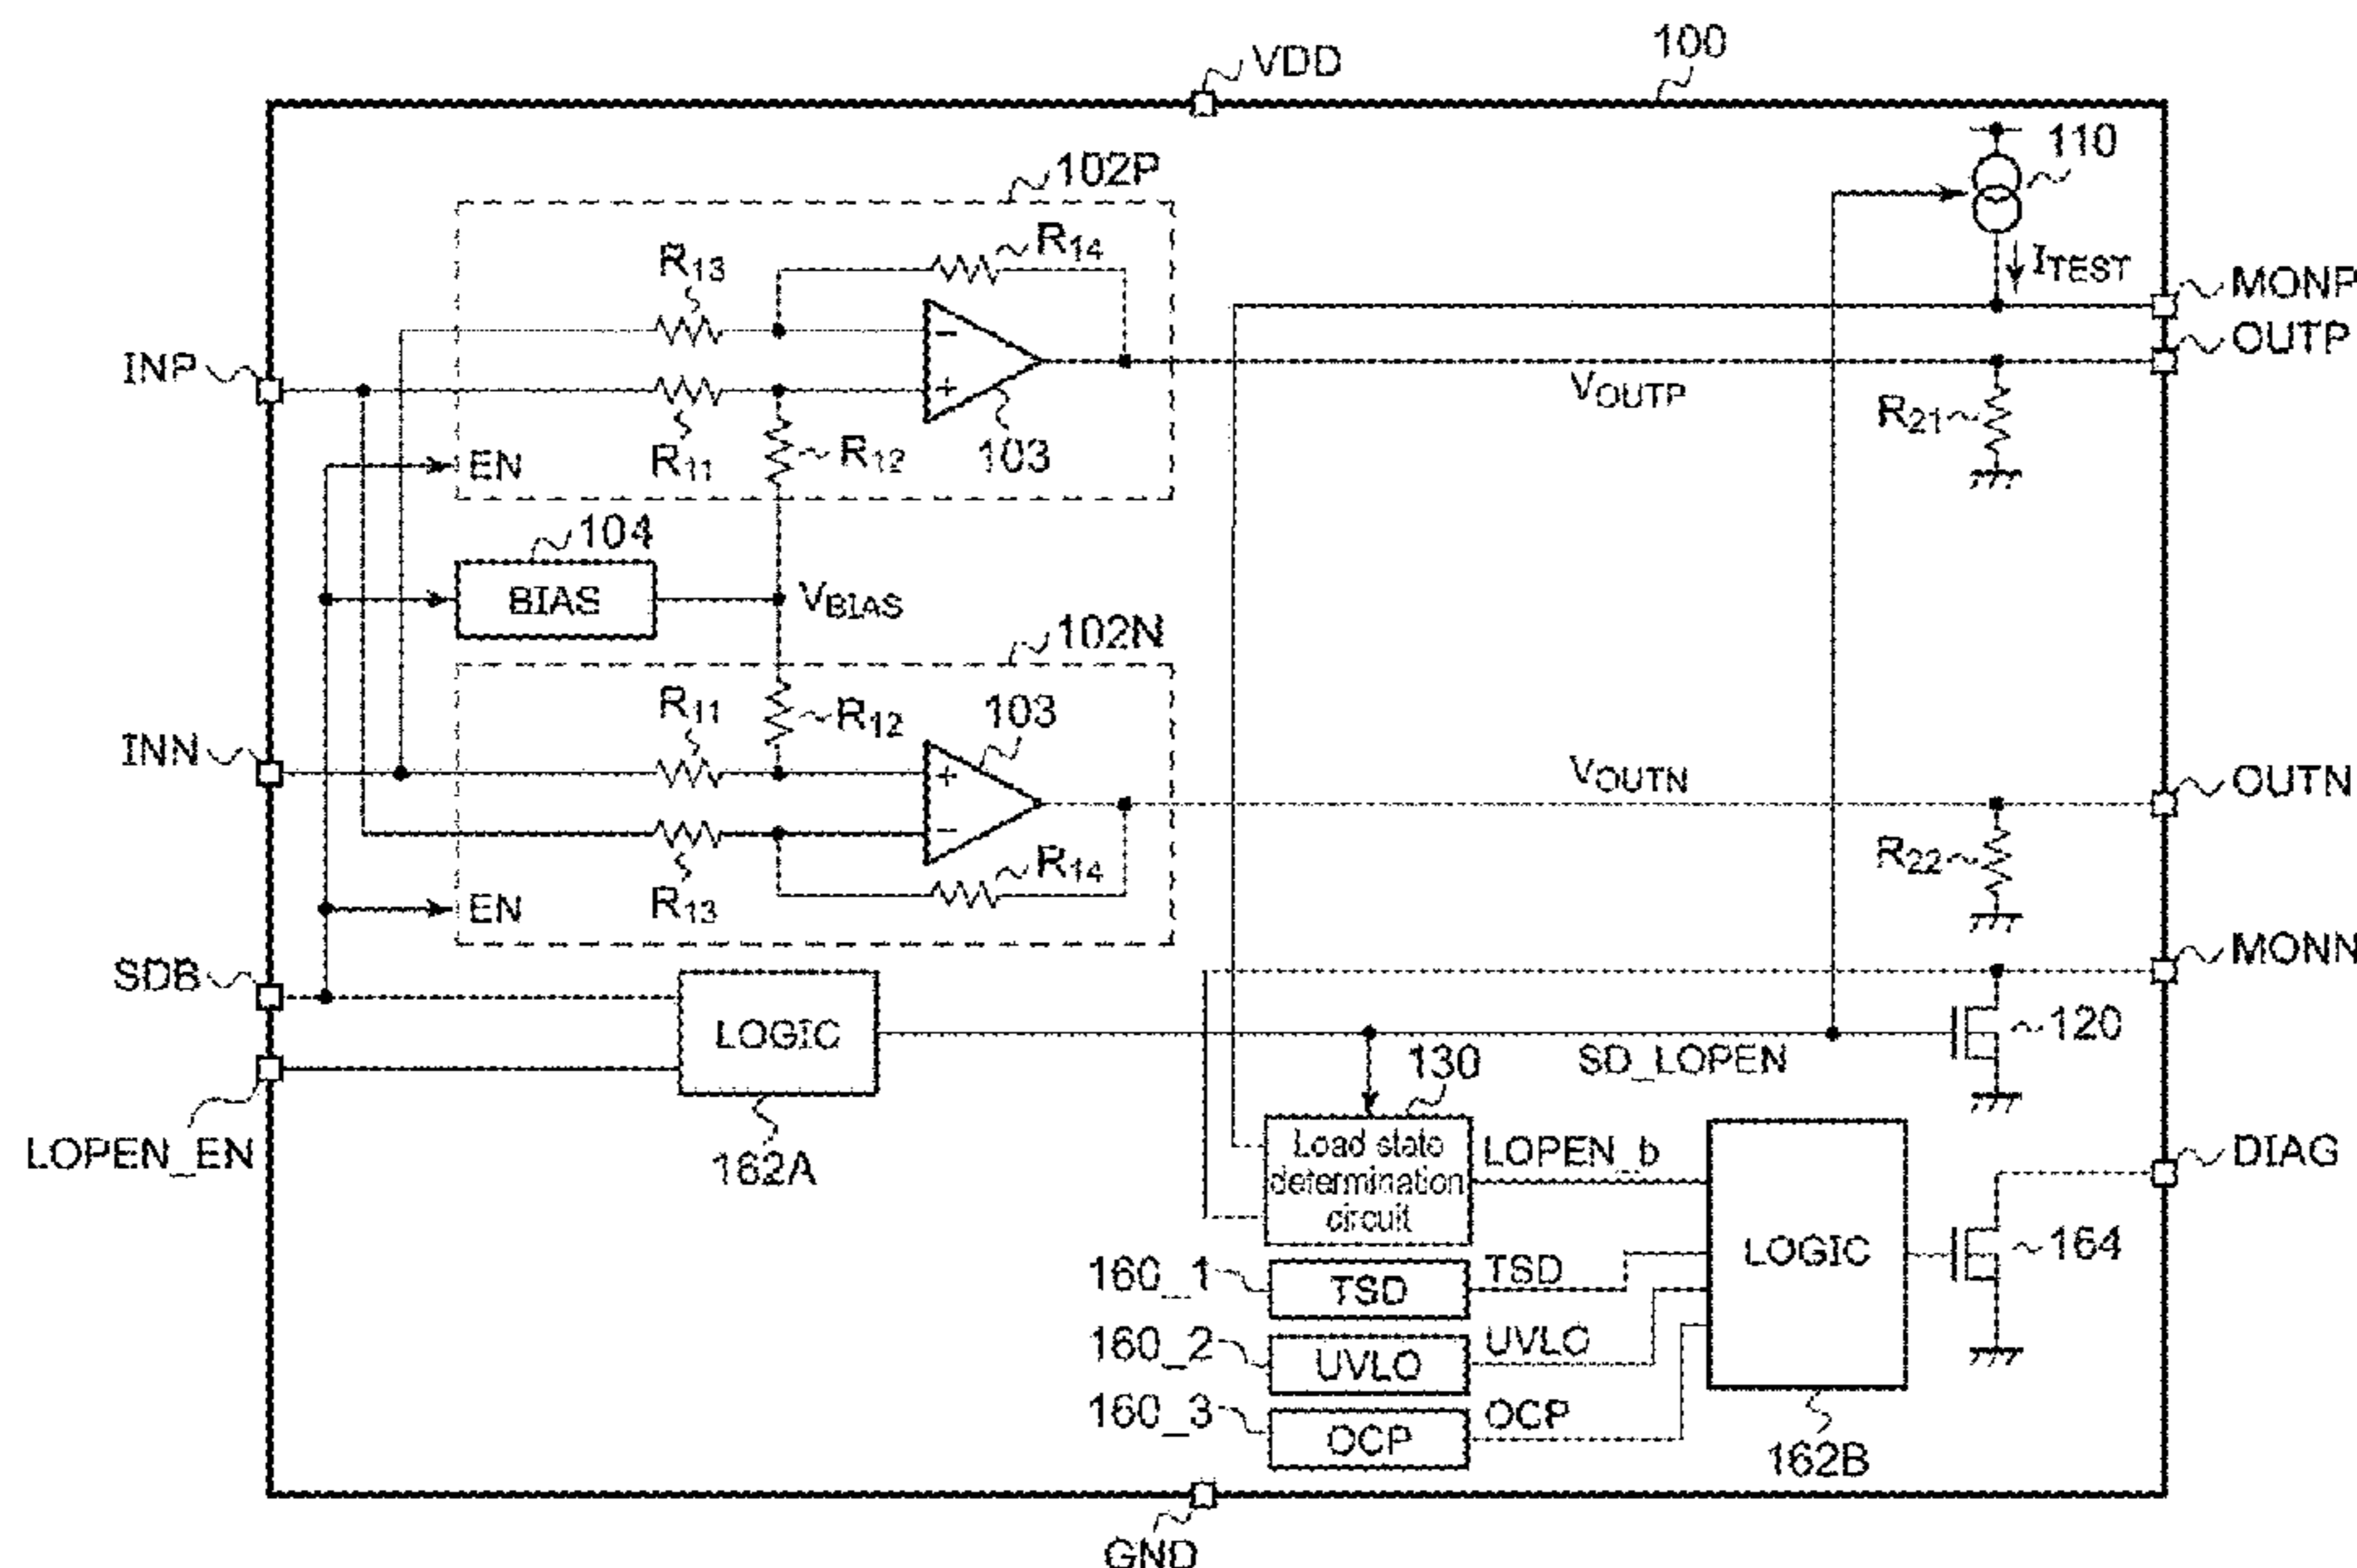 100
VDD
110
102P
R14
R13
ITEST
MONP
OUTP
INP
−
+
VOUTP
R21
R11
R12
103
EN
104
BIAS
VBIAS
102N
R11
R12
103
INN
+
−
VOUTN
OUTN
R14
R22
R13
EN
MONN
SDB
LOGIC
120
SD_LOPEN
130
LOPEN_EN
162A
Load state
determination
circuit
LOPEN_b
DIAG
LOGIC
164
160_1
TSD
TSD
160_2
UVLO
UVLO
160_3
OCP
OCP
162B
GND